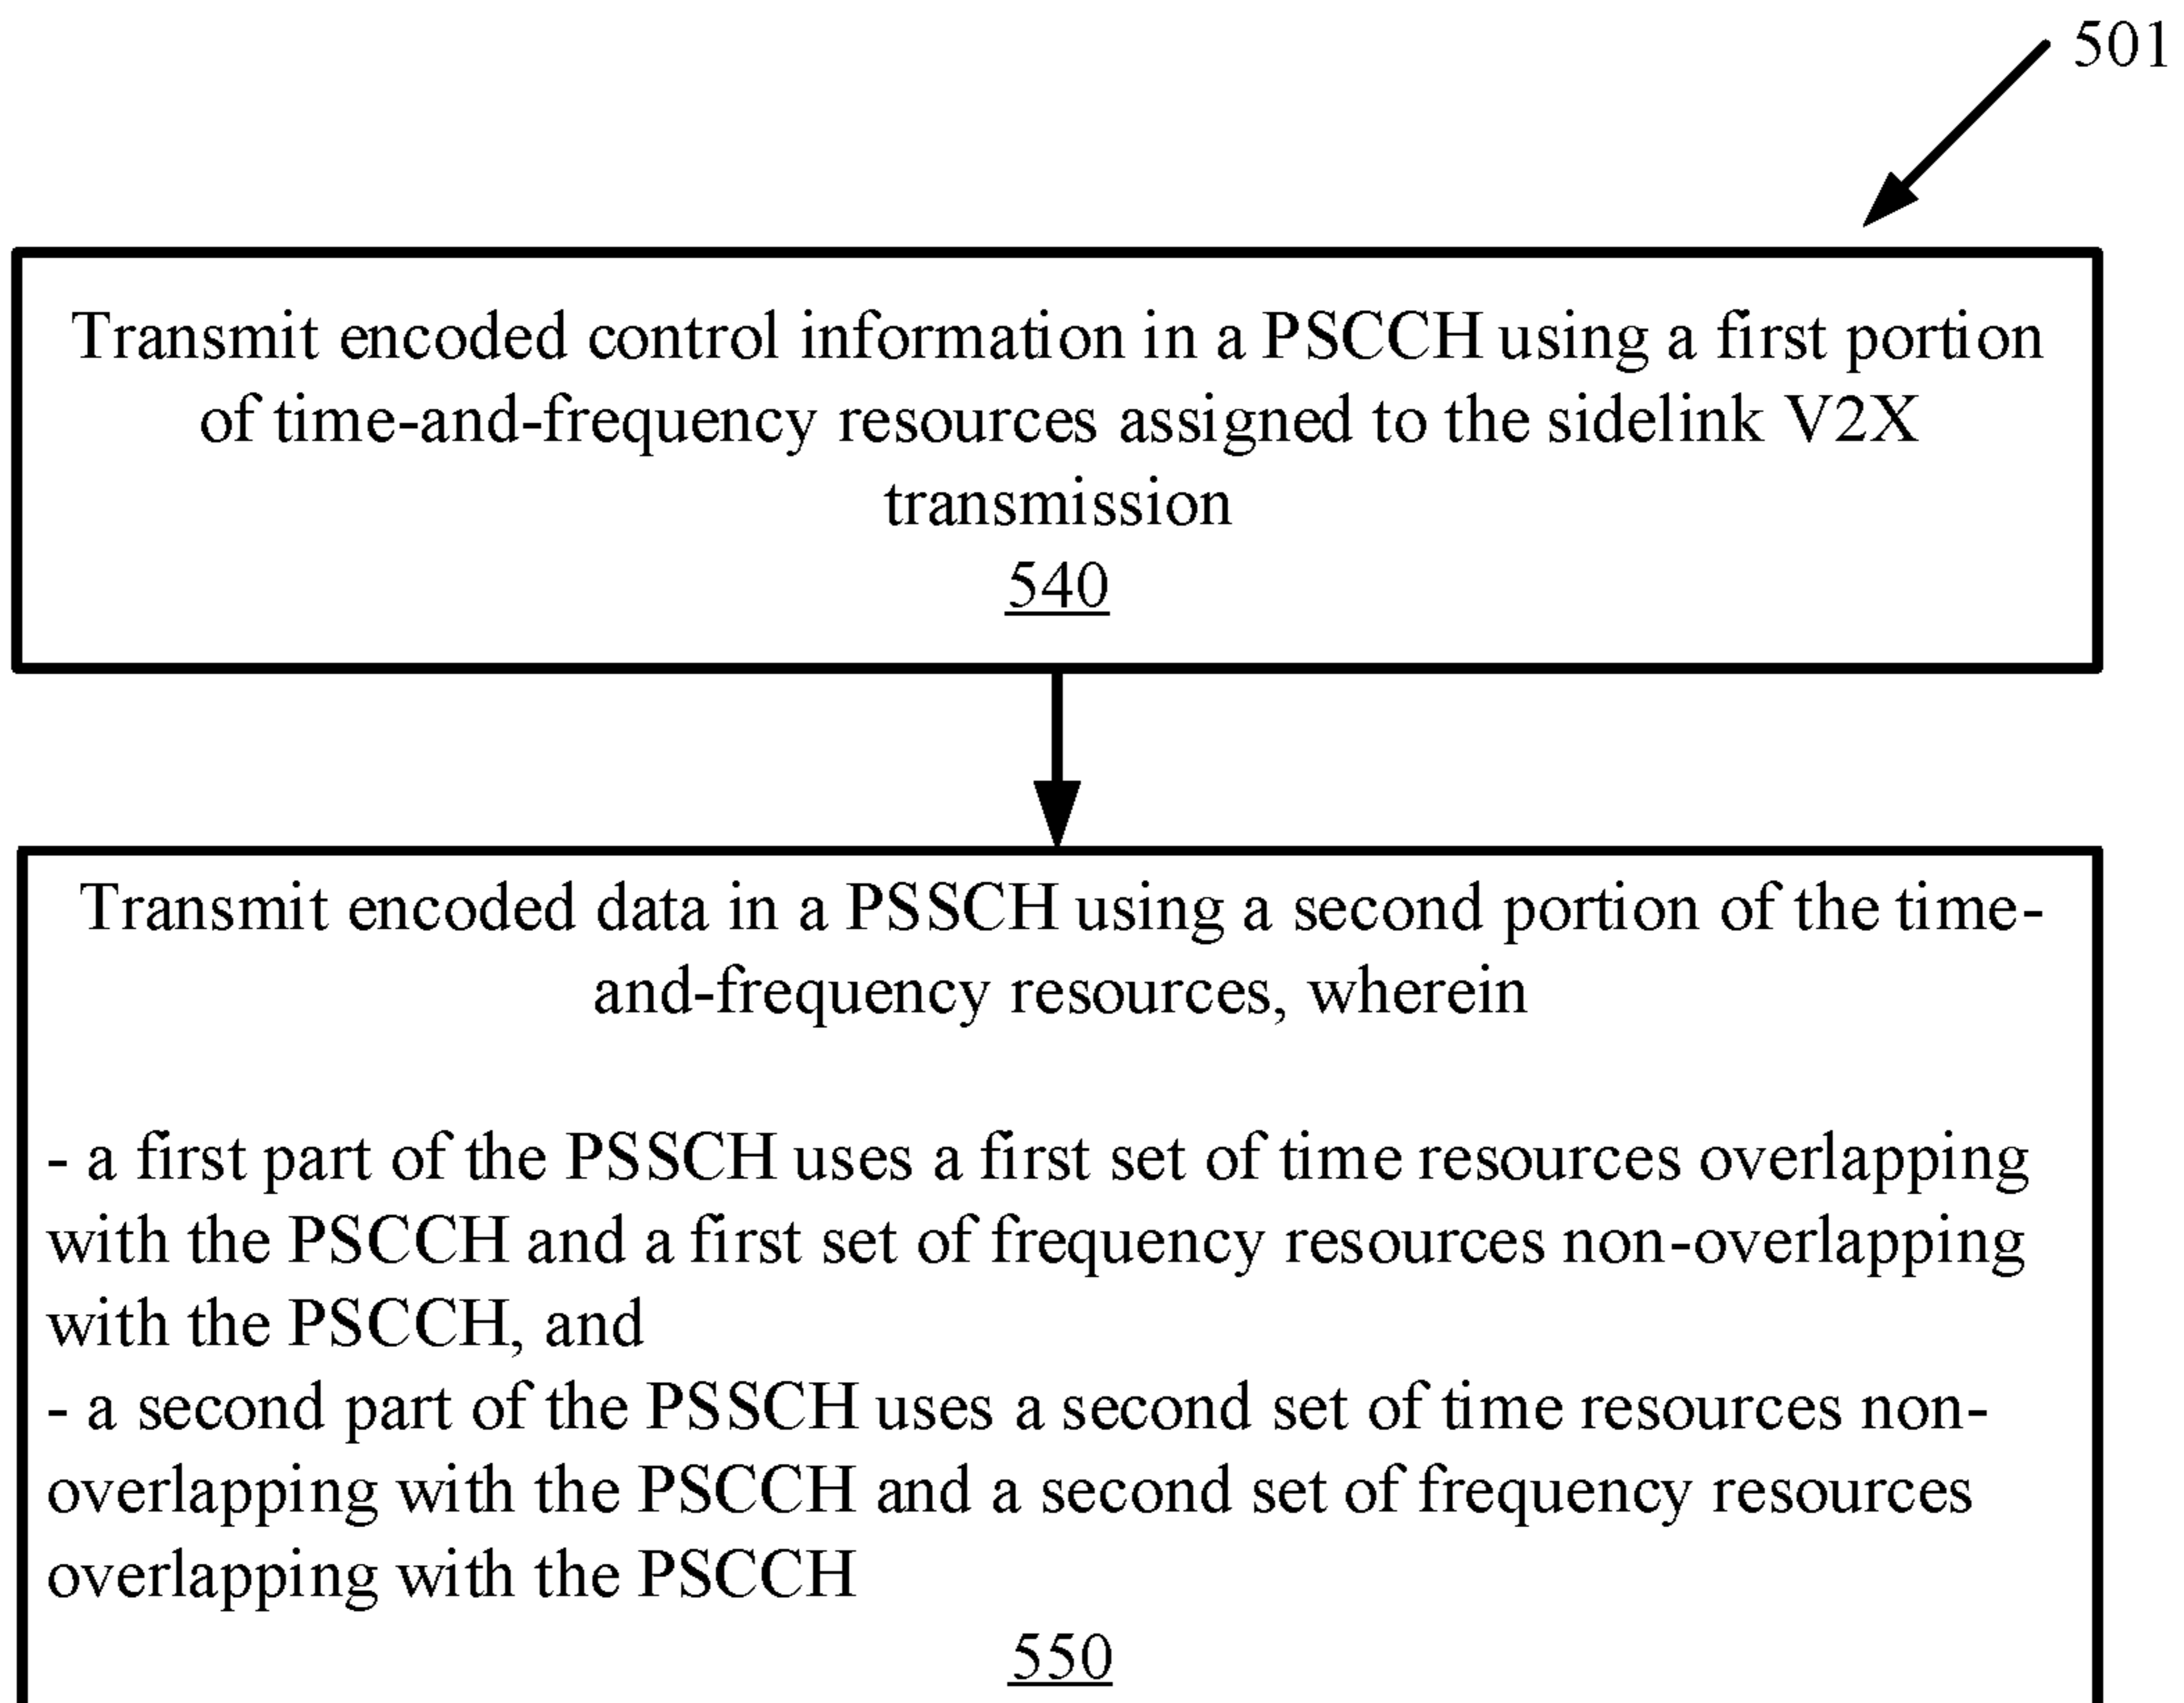 501
Transmit encoded control information in a PSCCH using a first portion
of time-and-frequency resources assigned to the sidelink V2X
transmission
540
Transmit encoded data in a PSSCH using a second portion of the time-
and-frequency resources, wherein
- a first part of the PSSCH uses a first set of time resources overlapping
with the PSCCH and a first set of frequency resources non-overlapping
with the PSCCH, and
- a second part of the PSSCH uses a second set of time resources non-
overlapping with the PSCCH and a second set of frequency resources
overlapping with the PSCCH
550